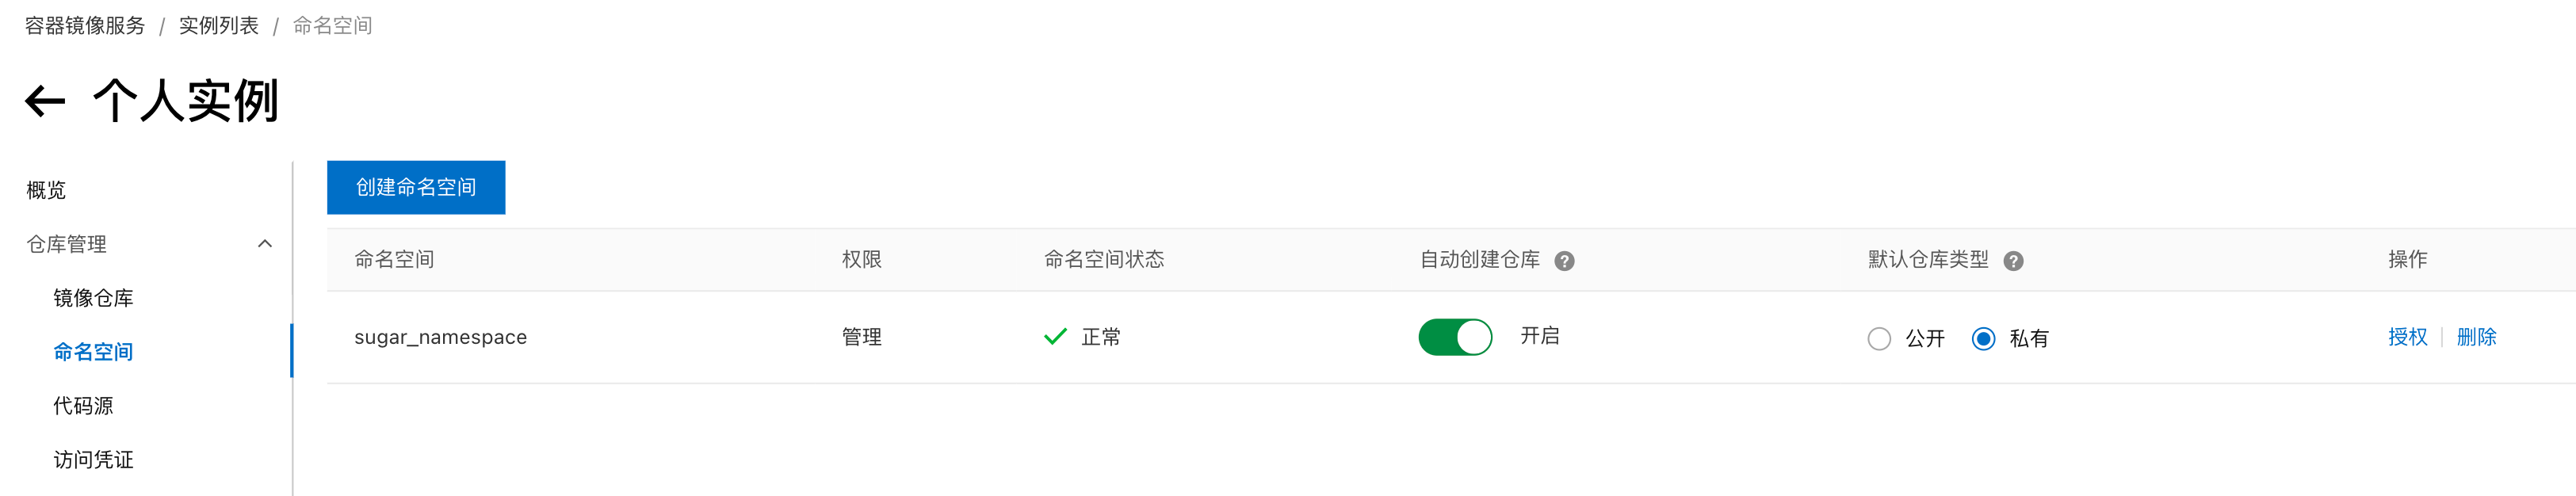 容器镜像服务 / 实例列表 / 命名空间
个人实例
概览
仓库管理
镜像仓库
命名空间
代码源
访问凭证
创建命名空间
命名空间 权限 命名空间状态 自动创建仓库 ? 默认仓库类型 ? 操作
sugar_namespace 管理 正常 开启 公开 私有 授权 | 删除